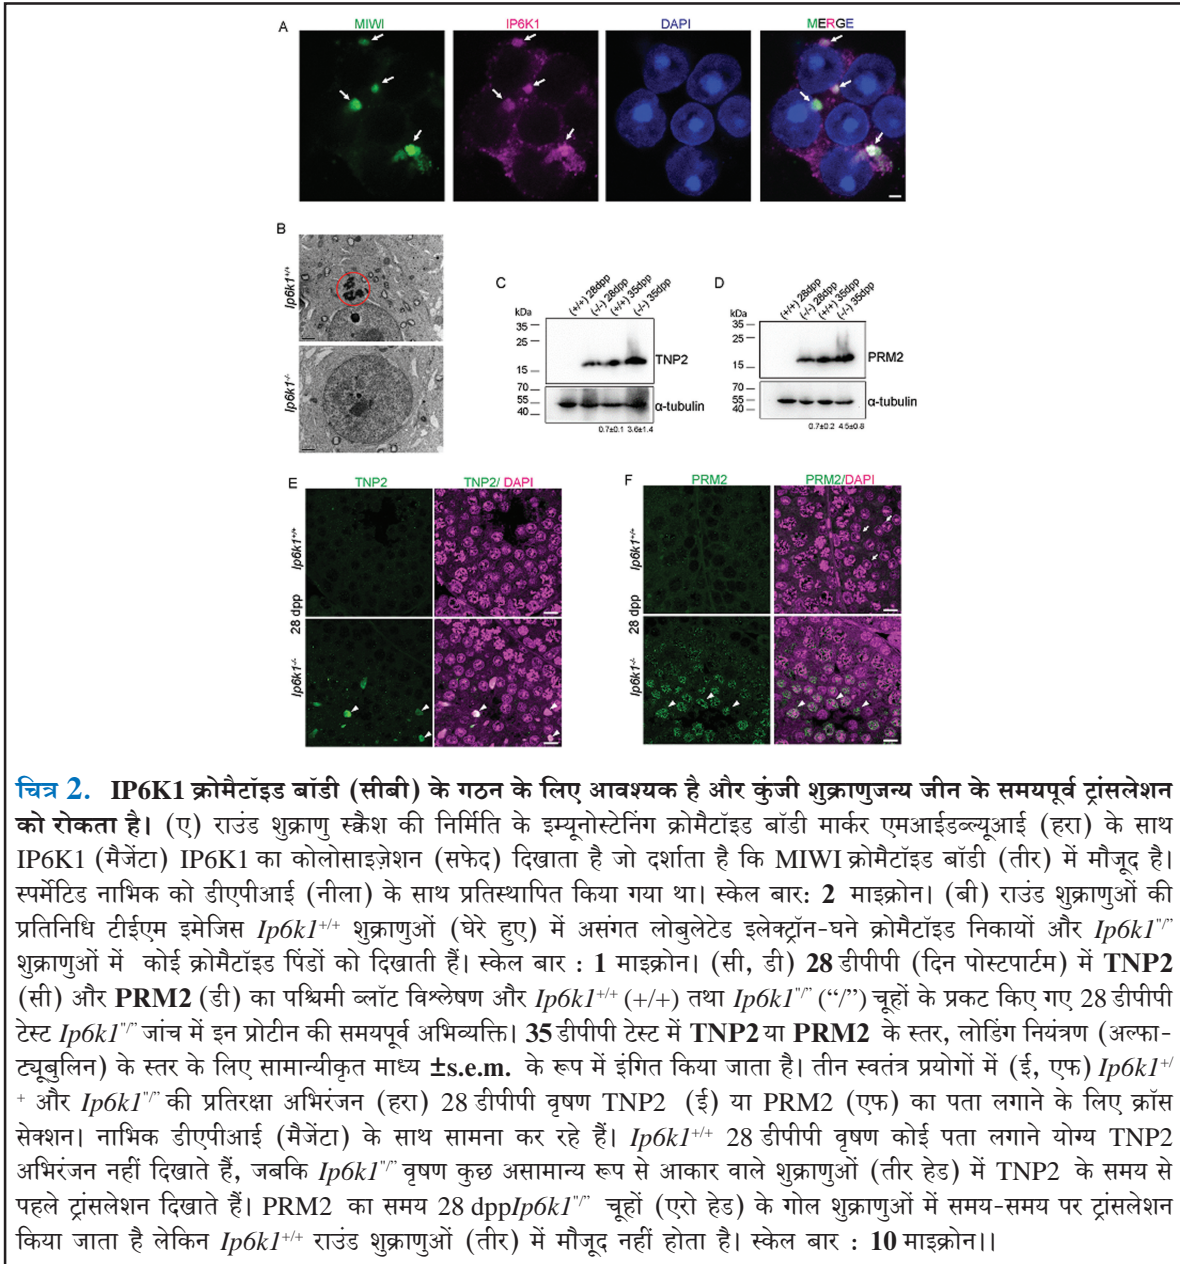 A
MIWI
IP6K1
DAPI
MERGE
B
Ip6k1+/+
Ip6k1-/-
C
(+/+) 28dpp
(-/-) 28dpp
(+/+) 35dpp
(-/-) 35dpp
kDa
35
25
15
TNP2
70
55
40
α-tubulin
0.7±0.1 3.6±1.4
D
(+/+) 28dpp
(-/-) 28dpp
(+/+) 35dpp
(-/-) 35dpp
kDa
35
25
15
PRM2
70
55
40
α-tubulin
0.7±0.2 4.5±0.8
E
TNP2
TNP2/ DAPI
Ip6k1+/+
28 dpp
Ip6k1-/-
F
PRM2
PRM2/DAPI
Ip6k1+/+
28 dpp
Ip6k1-/-
चित्र 2. IP6K1 क्रोमैटॉइड बॉडी (सीबी) के गठन के लिए आवश्यक है और कुंजी शुक्राणुजन्य जीन के समयपूर्व ट्रांसलेशन
को रोकता है। (ए) राउंड शुक्राणु स्क्वैश की निर्मिति के इम्यूनोस्टेनिंग क्रोमैटॉइड बॉडी मार्कर एमआईडब्ल्यूआई (हरा) के साथ
IP6K1 (मैजेंटा) IP6K1 का कोलोसाइज़ेशन (सफेद) दिखाता है जो दर्शाता है कि MIWI क्रोमैटॉइड बॉडी (तीर) में मौजूद है।
स्पर्मेटिड नाभिक को डीएपीआई (नीला) के साथ प्रतिस्थापित किया गया था। स्केल बार: 2 माइक्रोन। (बी) राउंड शुक्राणुओं की
प्रतिनिधि टीईएम इमेजिस Ip6k1+/+ शुक्राणुओं (घेरे हुए) में असंगत लोबुलेटेड इलेक्ट्रॉन-घने क्रोमैटॉइड निकायों और Ip6k1"/"
शुक्राणुओं में कोई क्रोमैटॉइड पिंडों को दिखाती हैं। स्केल बार : 1 माइक्रोन। (सी, डी) 28 डीपीपी (दिन पोस्टपार्टम) में TNP2
(सी) और PRM2 (डी) का पश्चिमी ब्लॉट विश्लेषण और Ip6k1+/+ (+/+) तथा Ip6k1"/" ("/") चूहों के प्रकट किए गए 28 डीपीपी
टेस्ट Ip6k1"/" जांच में इन प्रोटीन की समयपूर्व अभिव्यक्ति। 35 डीपीपी टेस्ट में TNP2 या PRM2 के स्तर, लोडिंग नियंत्रण (अल्फा-
ट्यूबुलिन) के स्तर के लिए सामान्यीकृत माध्य ±s.e.m. के रूप में इंगित किया जाता है। तीन स्वतंत्र प्रयोगों में (ई, एफ) Ip6k1+/
+ और Ip6k1"/" की प्रतिरक्षा अभिरंजन (हरा) 28 डीपीपी वृषण TNP2 (ई) या PRM2 (एफ) का पता लगाने के लिए क्रॉस
सेक्शन। नाभिक डीएपीआई (मैजेंटा) के साथ सामना कर रहे हैं। Ip6k1+/+ 28 डीपीपी वृषण कोई पता लगाने योग्य TNP2
अभिरंजन नहीं दिखाते हैं, जबकि Ip6k1"/" वृषण कुछ असामान्य रूप से आकार वाले शुक्राणुओं (तीर हेड) में TNP2 के समय से
पहले ट्रांसलेशन दिखाते हैं। PRM2 का समय 28 dppIp6k1"/" चूहों (एरो हेड) के गोल शुक्राणुओं में समय-समय पर ट्रांसलेशन
किया जाता है लेकिन Ip6k1+/+ राउंड शुक्राणुओं (तीर) में मौजूद नहीं होता है। स्केल बार : 10 माइक्रोन।।